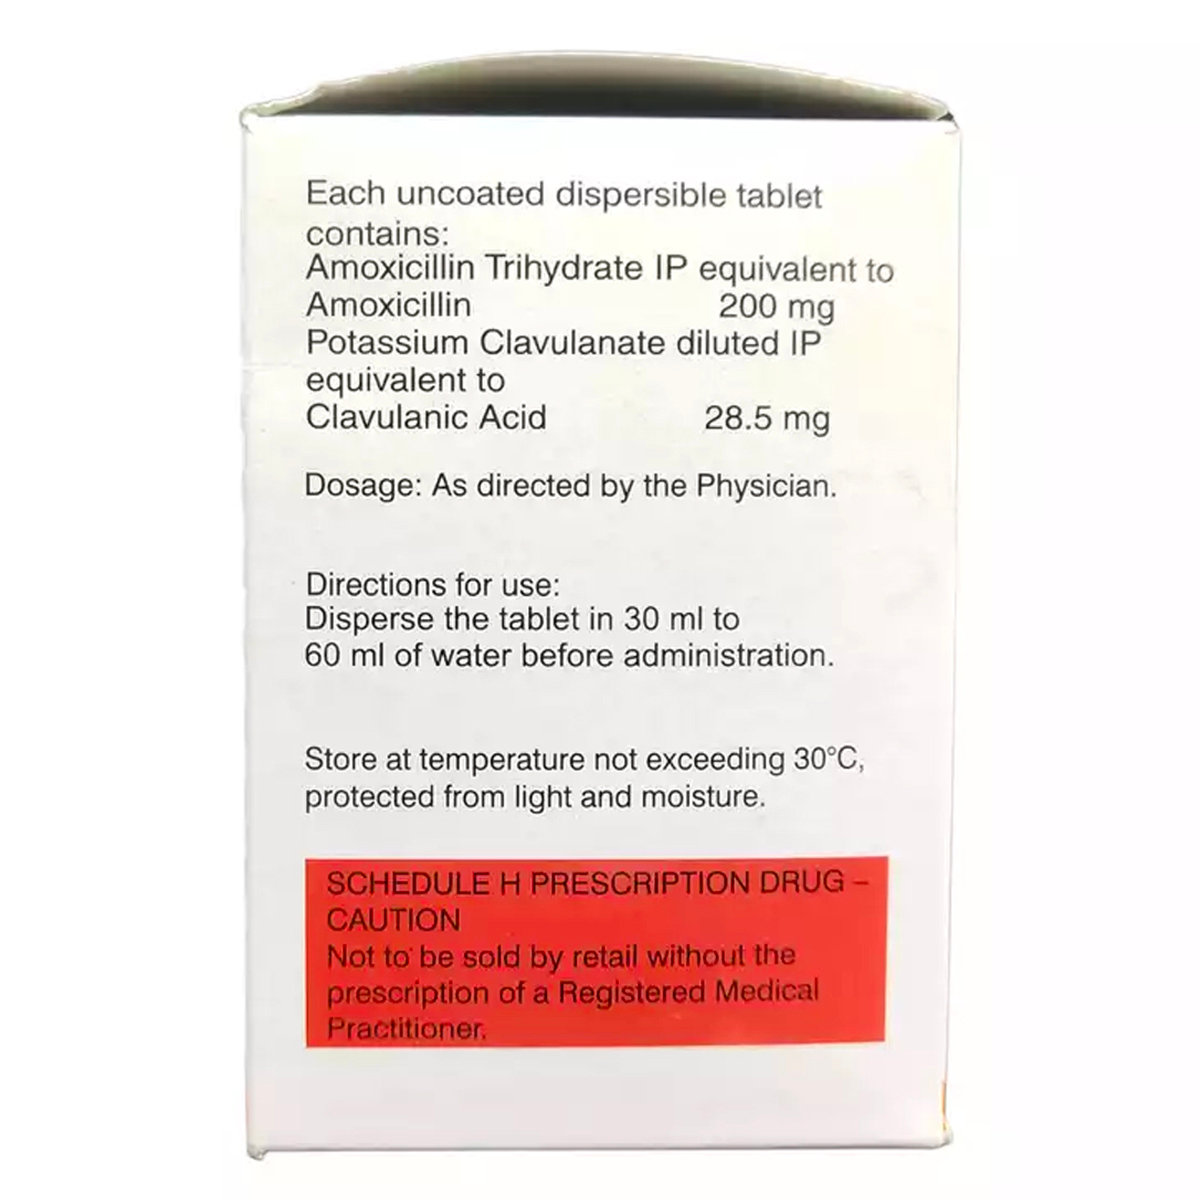 Each uncoated dispersible tablet
contains:
Amoxicillin Trihydrate IP equivalent to
Amoxicillin 200 mg
Potassium Clavulanate diluted IP
equivalent to
Clavulanic Acid 28.5 mg
Dosage: As directed by the Physician.
Directions for use:
Disperse the tablet in 30 ml to
60 ml of water before administration.
Store at temperature not exceeding 30°C,
protected from light and moisture.
SCHEDULE H PRESCRIPTION DRUG –
CAUTION
Not to be sold by retail without the
prescription of a Registered Medical
Practitioner.